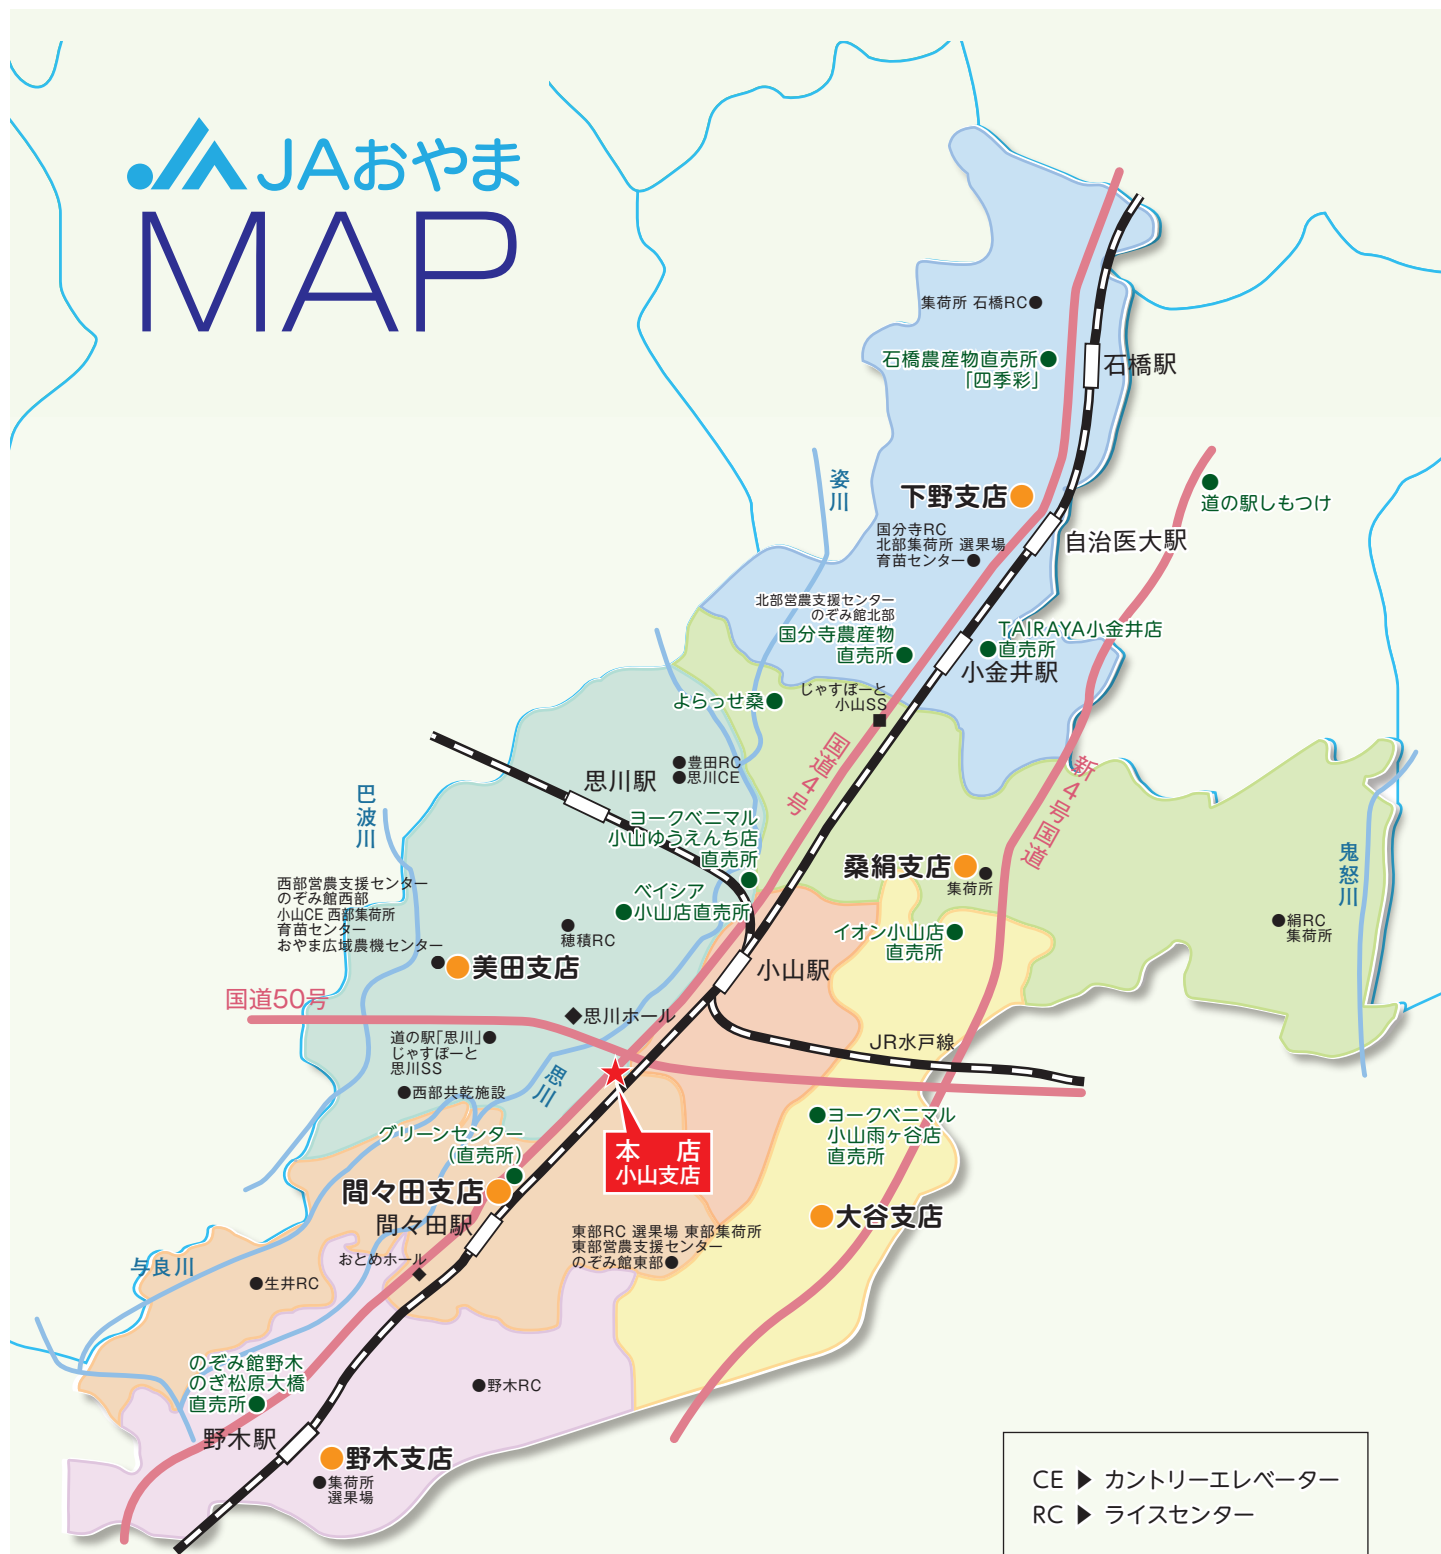 JAおやま
MAP
集荷所 石橋RC
石橋農産物直売所
「四季彩」
石橋駅
姿川
下野支店
道の駅しもつけ
国分寺RC
北部集荷所 選果場
育苗センター
自治医大駅
北部営農支援センター
のぞみ館北部
国分寺農産物
直売所
TAIRAYA小金井店
直売所
小金井駅
よらっせ桑
じゃすぽーと
小山SS
国道4号
新4号国道
豊田RC
思川CE
思川駅
巴波川
ヨークベニマル
小山ゆうえんち店
直売所
桑絹支店
集荷所
鬼怒川
西部営農支援センター
のぞみ館西部
小山CE 西部集荷所
育苗センター
おやま広域農機センター
ベイシア
小山店直売所
穂積RC
イオン小山店
直売所
絹RC
集荷所
美田支店
小山駅
国道50号
思川ホール
道の駅「思川」
じゃすぽーと
思川SS
JR水戸線
西部共乾施設
思川
ヨークベニマル
小山雨ヶ谷店
直売所
グリーンセンター
(直売所)
本 店
小山支店
間々田支店
間々田駅
大谷支店
東部RC 選果場 東部集荷所
東部営農支援センター
のぞみ館東部
おとめホール
与良川
生井RC
のぞみ館野木
のぎ松原大橋
直売所
野木RC
野木駅
野木支店
集荷所
選果場
CE ▶ カントリーエレベーター
RC ▶ ライスセンター